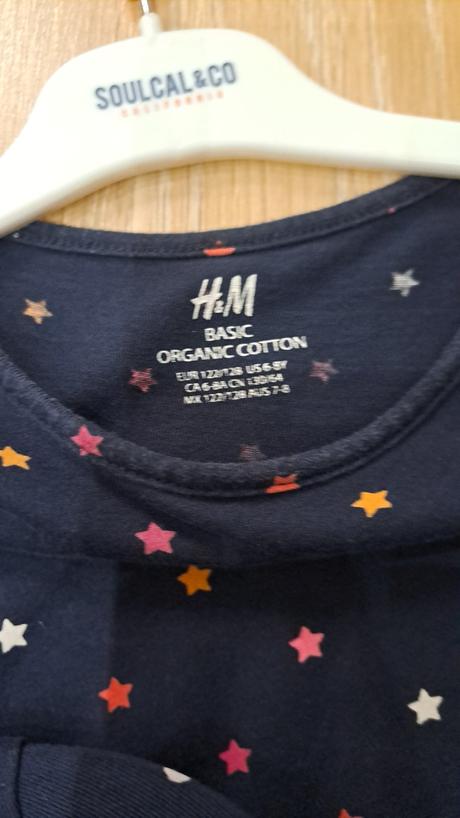 SOULCAL&CO
CALIFORNIA
H&M
BASIC
ORGANIC COTTON
EUR 122/128 US 6-8Y
CA 6-8A CN 130/64
MX 122/128 AUS 7-8